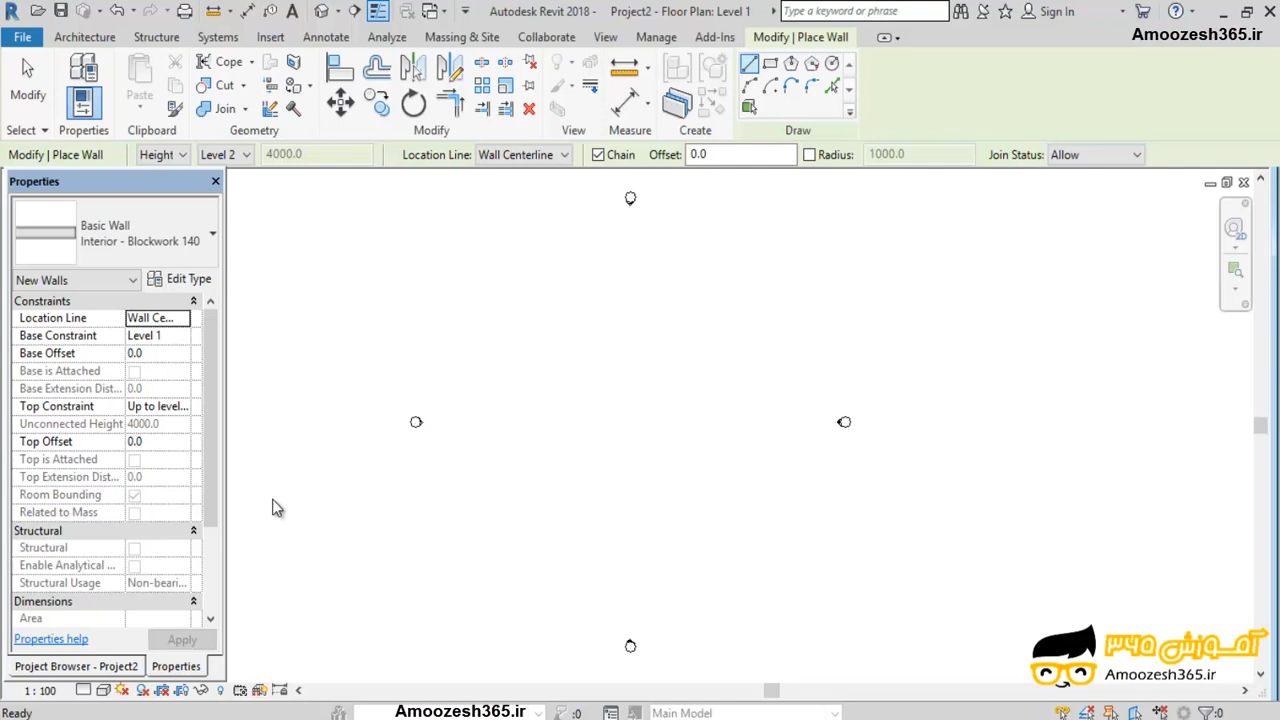 Autodesk Revit 2018 - Project2 - Floor Plan: Level 1
Type a keyword or phrase
Sign In
File Architecture Structure Systems Insert Annotate Analyze Massing & Site Collaborate View Manage Add-Ins Modify | Place Wall
Amoozesh365.ir
Modify
Paste
Cope
Cut
Join
Select Properties Clipboard Geometry Modify View Measure Create Draw
Modify | Place Wall Height Level 2 4000.0 Location Line: Wall Centerline Chain Offset: 0.0 Radius: 1000.0 Join Status: Allow
Properties
Basic Wall
Interior - Blockwork 140
New Walls Edit Type
Constraints
Location Line Wall Ce...
Base Constraint Level 1
Base Offset 0.0
Base is Attached
Base Extension Dist... 0.0
Top Constraint Up to level...
Unconnected Height 4000.0
Top Offset 0.0
Top is Attached
Top Extension Dist... 0.0
Room Bounding
Related to Mass
Structural
Structural
Enable Analytical ...
Structural Usage Non-beari...
Dimensions
Area
Properties help Apply
Project Browser - Project2 Properties
2D
آموزش ۳۶۵
Amoozesh365.ir
1 : 100
Ready
Amoozesh365.ir
:0
Main Model
:0